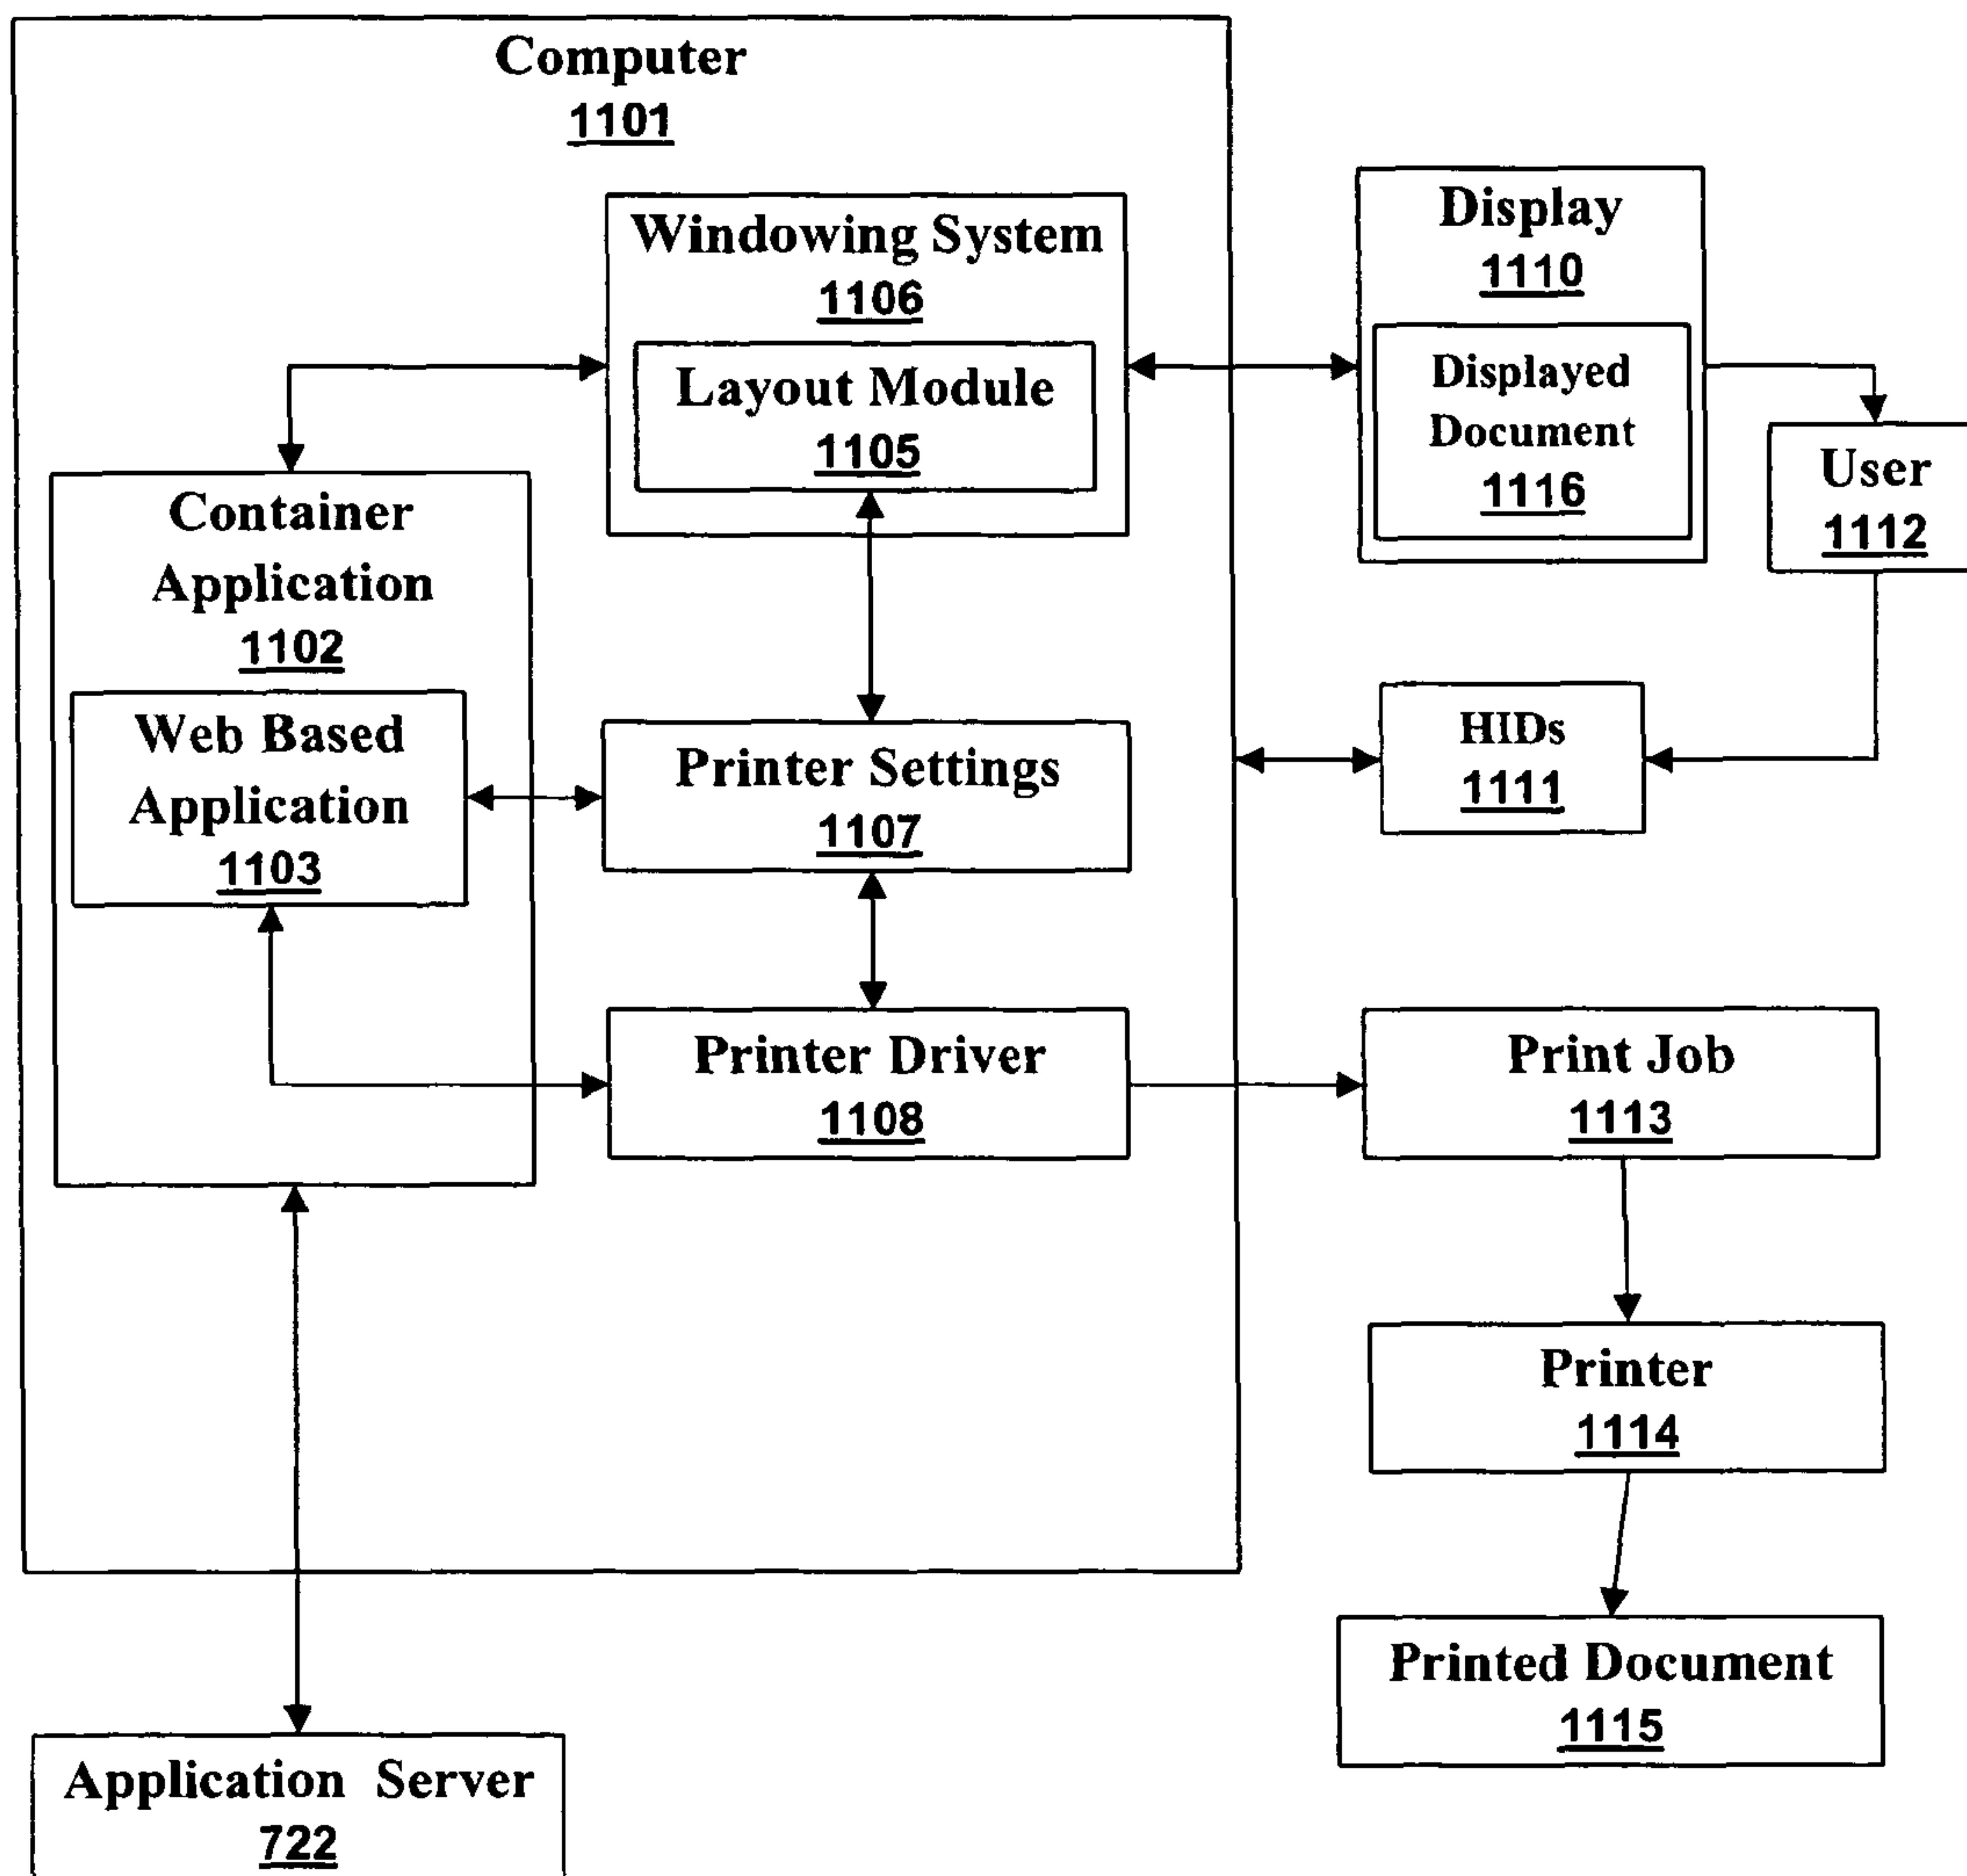 Computer
1101
Windowing System
1106
Layout Module
1105
Display
1110
Displayed
Document
1116
User
1112
Container
Application
1102
Web Based
Application
1103
Printer Settings
1107
HIDs
1111
Printer Driver
1108
Print Job
1113
Printer
1114
Printed Document
1115
Application Server
722